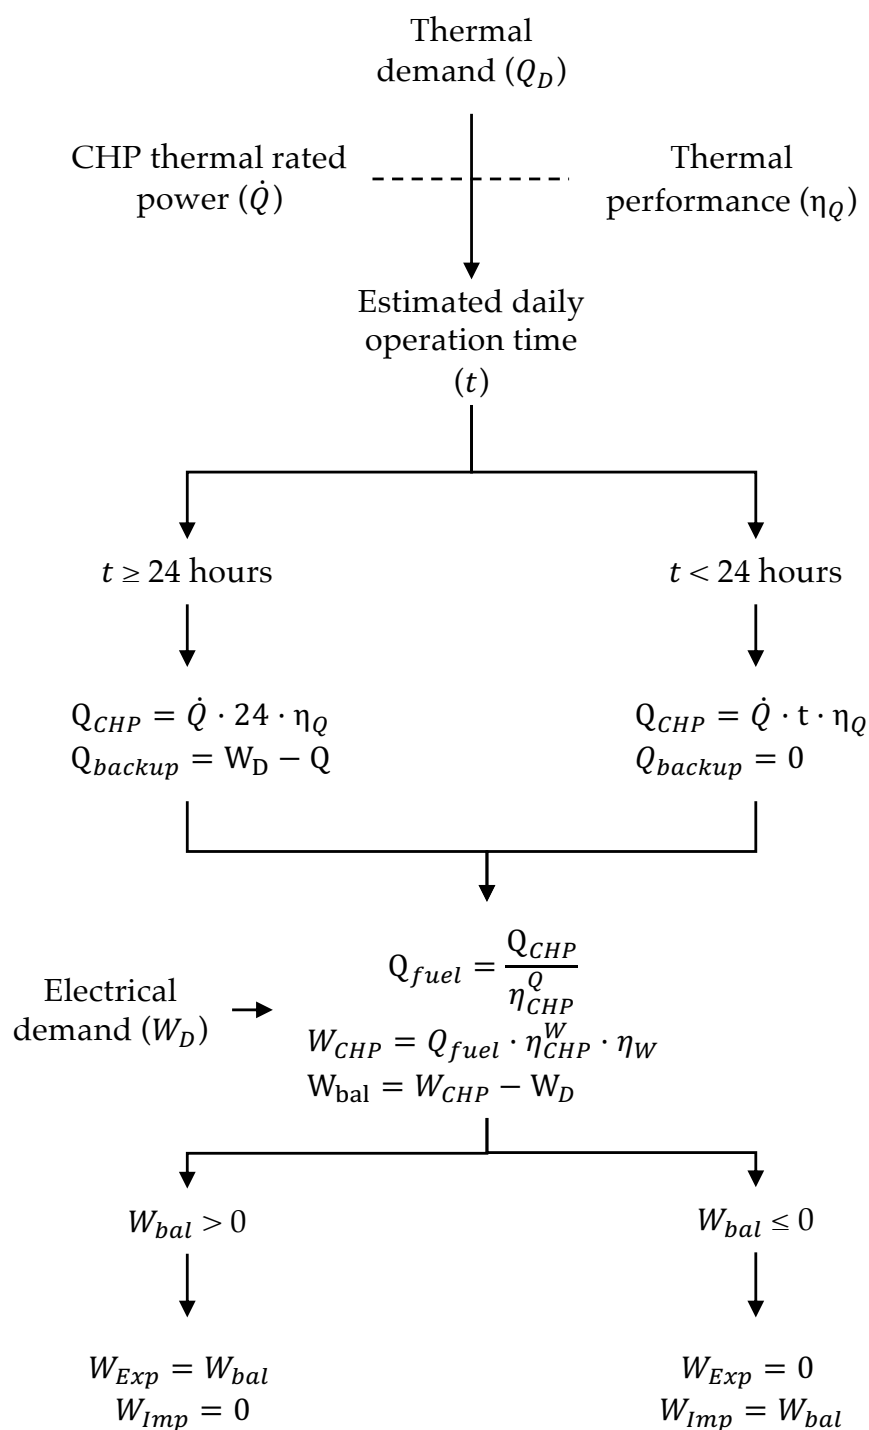 Thermal
demand (Q_D)
CHP thermal rated
power (Q̇)
Thermal
performance (η_Q)
Estimated daily
operation time
(t)
t ≥ 24 hours
t < 24 hours
Q_CHP = Q̇ · 24 · η_Q
Q_backup = W_D − Q
Q_CHP = Q̇ · t · η_Q
Q_backup = 0
Electrical
demand (W_D)
Q_fuel = Q_CHP / η_CHP^Q
W_CHP = Q_fuel · η_CHP^W · η_W
W_bal = W_CHP − W_D
W_bal > 0
W_bal ≤ 0
W_Exp = W_bal
W_Imp = 0
W_Exp = 0
W_Imp = W_bal